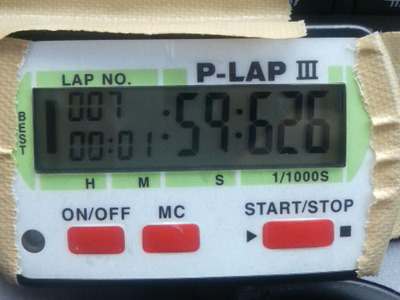 LAP NO. P-LAP III
BEST
007
00:01:59:626
H M S 1/1000S
ON/OFF MC START/STOP